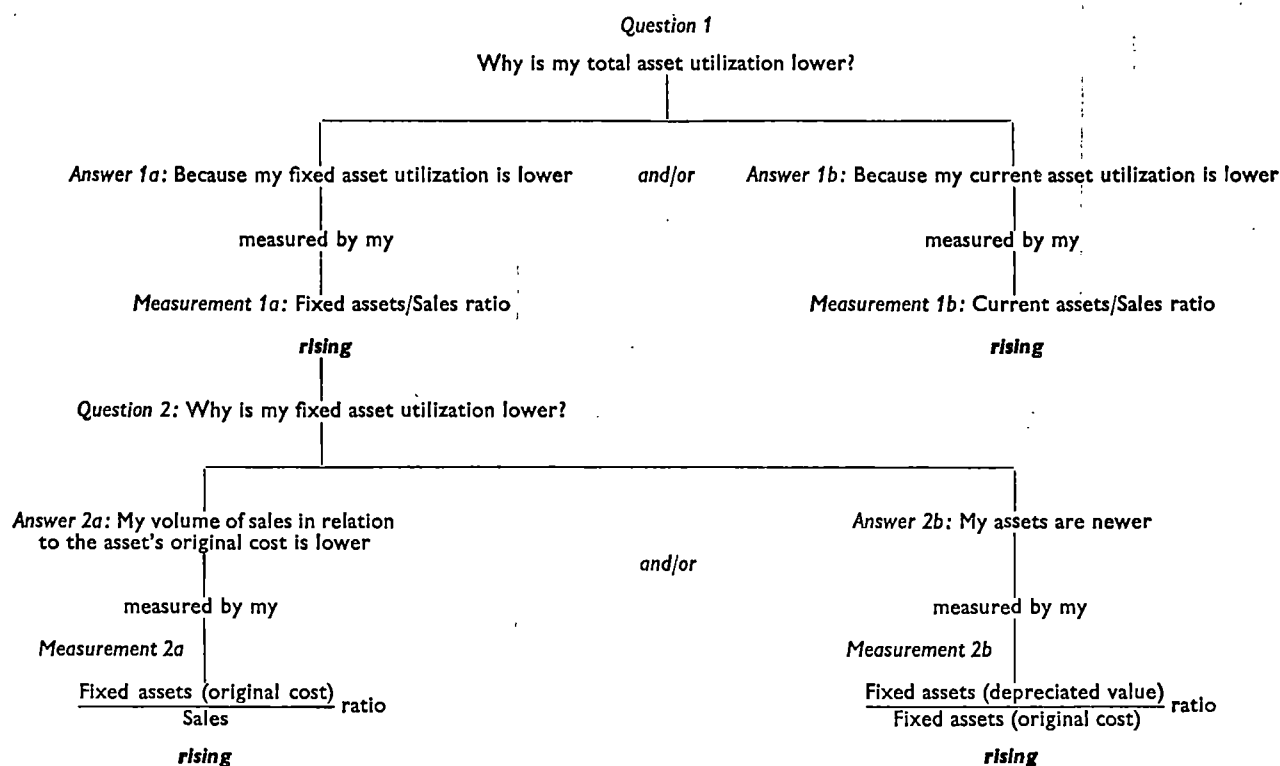 Question 1
Why is my total asset utilization lower?
Answer 1a: Because my fixed asset utilization is lower and/or Answer 1b: Because my current asset utilization is lower
measured by my measured by my
Measurement 1a: Fixed assets/Sales ratio Measurement 1b: Current assets/Sales ratio
rising rising
Question 2: Why is my fixed asset utilization lower?
Answer 2a: My volume of sales in relation
to the asset's original cost is lower
and/or
Answer 2b: My assets are newer
measured by my measured by my
Measurement 2a Measurement 2b
Fixed assets (original cost)
Sales
ratio
Fixed assets (depreciated value)
Fixed assets (original cost)
ratio
rising rising